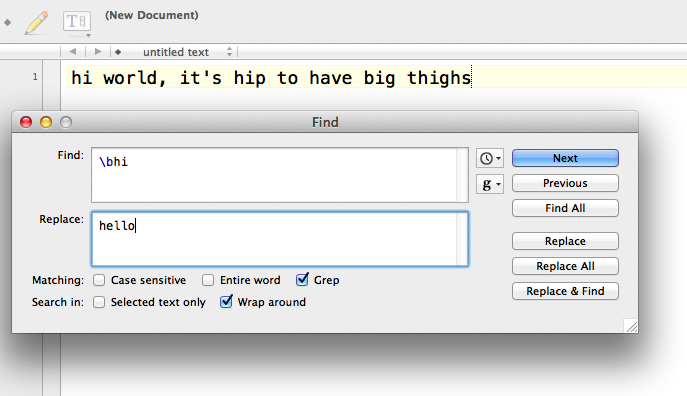 (New Document)
untitled text
1
hi world, it's hip to have big thighs
Find
Find:
\bhi
g
Next
Previous
Find All
Replace:
hello
Replace
Replace All
Replace & Find
Matching: Case sensitive Entire word Grep
Search in: Selected text only Wrap around